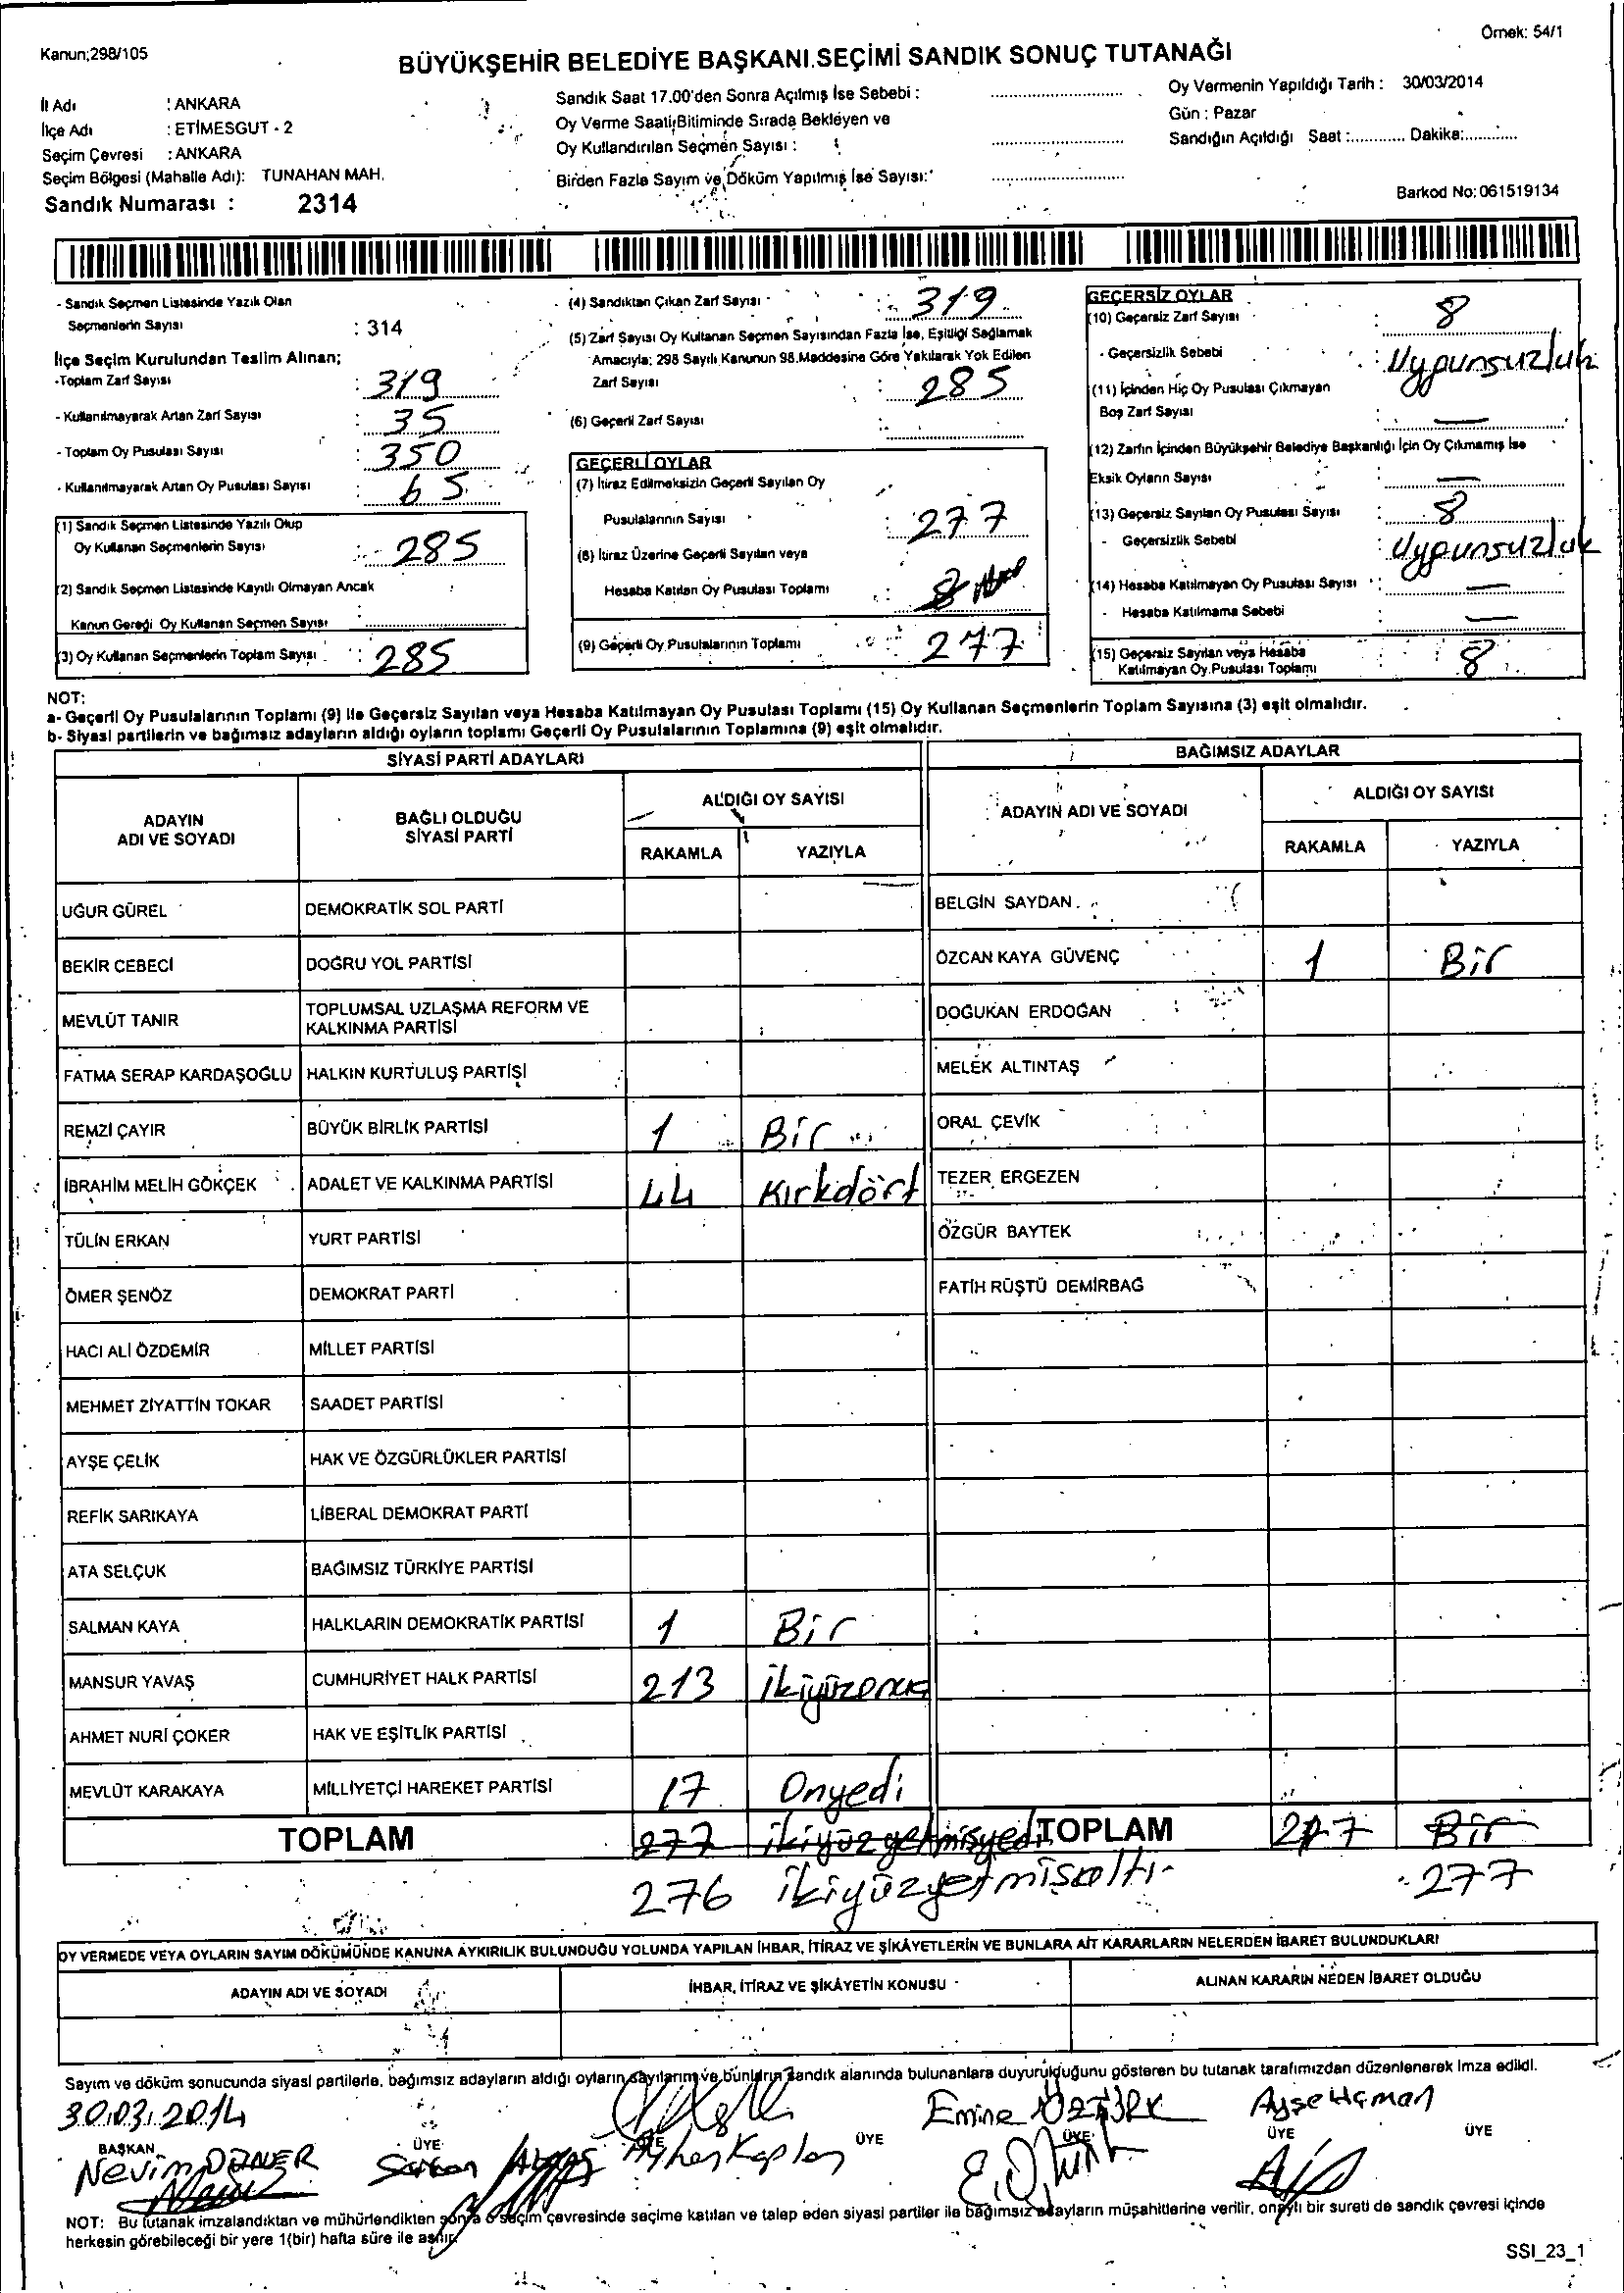 Kanun;298/105
Örnek: 54/1
BÜYÜKŞEHİR BELEDİYE BAŞKANI SEÇİMİ SANDIK SONUÇ TUTANAĞI
İl Adı : ANKARA
İlçe Adı : ETİMESGUT - 2
Seçim Çevresi : ANKARA
Seçim Bölgesi (Mahalle Adı): TUNAHAN MAH.
Sandık Numarası : 2314
Sandık Saat 17.00'den Sonra Açılmış İse Sebebi :
Oy Verme Saati Bitiminde Sırada Bekleyen ve
Oy Kullandırılan Seçmen Sayısı :
Birden Fazla Sayım ve Döküm Yapılmış İse Sayısı:
Oy Vermenin Yapıldığı Tarih : 30/03/2014
Gün : Pazar
Sandığın Açıldığı Saat :............ Dakika:............
Barkod No: 061519134
- Sandık Seçmen Listesinde Yazılı Olan
Seçmenlerin Sayısı : 314
İlçe Seçim Kurulundan Teslim Alınan;
-Toplam Zarf Sayısı : 319
- Kullanılmayarak Artan Zarf Sayısı : 35
- Toplam Oy Pusulası Sayısı : 350
- Kullanılmayarak Artan Oy Pusulası Sayısı : 65
(1) Sandık Seçmen Listesinde Yazılı Olup
Oy Kullanan Seçmenlerin Sayısı : 285
(2) Sandık Seçmen Listesinde Kayıtlı Olmayan Ancak
Kanun Gereği Oy Kullanan Seçmen Sayısı :
(3) Oy Kullanan Seçmenlerin Toplam Sayısı : 285
(4) Sandıktan Çıkan Zarf Sayısı : 319
(5) Zarf Sayısı Oy Kullanan Seçmen Sayısından Fazla İse, Eşitliği Sağlamak
Amacıyla; 298 Sayılı Kanunun 98.Maddesine Göre Yakılarak Yok Edilen
Zarf Sayısı : 285
(6) Geçerli Zarf Sayısı :
GEÇERLİ OYLAR
(7) İtiraz Edilmeksizin Geçerli Sayılan Oy
Pusulalarının Sayısı : 277
(8) İtiraz Üzerine Geçerli Sayılan veya
Hesaba Katılan Oy Pusulası Toplamı : 8
(9) Geçerli Oy Pusulalarının Toplamı : 277
GEÇERSİZ OYLAR
(10) Geçersiz Zarf Sayısı : 8
- Geçersizlik Sebebi : Uygunsuzluk
(11) İçinden Hiç Oy Pusulası Çıkmayan
Boş Zarf Sayısı : —
(12) Zarfın İçinden Büyükşehir Belediye Başkanlığı İçin Oy Çıkmamış İse
Eksik Oyların Sayısı : —
(13) Geçersiz Sayılan Oy Pusulası Sayısı : 8
- Geçersizlik Sebebi : Uygunsuzluk
(14) Hesaba Katılmayan Oy Pusulası Sayısı : —
- Hesaba Katılmama Sebebi : —
(15) Geçersiz Sayılan veya Hesaba
Katılmayan Oy Pusulası Toplamı : 8
NOT:
a- Geçerli Oy Pusulalarının Toplamı (9) ile Geçersiz Sayılan veya Hesaba Katılmayan Oy Pusulası Toplamı (15) Oy Kullanan Seçmenlerin Toplam Sayısına (3) eşit olmalıdır.
b- Siyasi partilerin ve bağımsız adayların aldığı oyların toplamı Geçerli Oy Pusulalarının Toplamına (9) eşit olmalıdır.
SİYASİ PARTİ ADAYLARI
ADAYIN ADI VE SOYADI
BAĞLI OLDUĞU SİYASİ PARTİ
ALDIĞI OY SAYISI
RAKAMLA YAZIYLA
UĞUR GÜREL DEMOKRATİK SOL PARTİ
BEKİR CEBECİ DOĞRU YOL PARTİSİ
MEVLÜT TANIR TOPLUMSAL UZLAŞMA REFORM VE
KALKINMA PARTİSİ
FATMA SERAP KARDAŞOĞLU HALKIN KURTULUŞ PARTİSİ
REMZİ ÇAYIR BÜYÜK BİRLİK PARTİSİ 1 Bir
İBRAHİM MELİH GÖKÇEK ADALET VE KALKINMA PARTİSİ 44 Kırkdört
TÜLİN ERKAN YURT PARTİSİ
ÖMER ŞENÖZ DEMOKRAT PARTİ
HACI ALİ ÖZDEMİR MİLLET PARTİSİ
MEHMET ZİYATTİN TOKAR SAADET PARTİSİ
AYŞE ÇELİK HAK VE ÖZGÜRLÜKLER PARTİSİ
REFİK SARIKAYA LİBERAL DEMOKRAT PARTİ
ATA SELÇUK BAĞIMSIZ TÜRKİYE PARTİSİ
SALMAN KAYA HALKLARIN DEMOKRATİK PARTİSİ 1 Bir
MANSUR YAVAŞ CUMHURİYET HALK PARTİSİ 213 ikiyüzonüç
AHMET NURİ ÇOKER HAK VE EŞİTLİK PARTİSİ
MEVLÜT KARAKAYA MİLLİYETÇİ HAREKET PARTİSİ 17 Onyedi
TOPLAM 277 ikiyüzyetmişyedi
276 ikiyüzyetmişaltı
BAĞIMSIZ ADAYLAR
ADAYIN ADI VE SOYADI
ALDIĞI OY SAYISI
RAKAMLA YAZIYLA
BELGİN SAYDAN
ÖZCAN KAYA GÜVENÇ 1 Bir
DOĞUKAN ERDOĞAN
MELEK ALTINTAŞ
ORAL ÇEVİK
TEZER ERGEZEN
ÖZGÜR BAYTEK
FATİH RÜŞTÜ DEMİRBAĞ
TOPLAM 277 Bir
277
OY VERMEDE VEYA OYLARIN SAYIM DÖKÜMÜNDE KANUNA AYKIRILIK BULUNDUĞU YOLUNDA YAPILAN İHBAR, İTİRAZ VE ŞİKÂYETLERİN VE BUNLARA AİT KARARLARIN NELERDEN İBARET BULUNDUKLARI
ADAYIN ADI VE SOYADI İHBAR, İTİRAZ VE ŞİKÂYETİN KONUSU ALINAN KARARIN NEDEN İBARET OLDUĞU
Sayım ve döküm sonucunda siyasi partilerle, bağımsız adayların aldığı oyların sayılarını ve bunların sandık alanında bulunanlara duyurulduğunu gösteren bu tutanak tarafımızdan düzenlenerek imza edildi.
30.03.2014
BAŞKAN ÜYE ÜYE ÜYE ÜYE ÜYE
Nevim DÖNER Serkan Ayhan Kaplan Emine ÖZTÜRK Ayşe Uçman
NOT: Bu tutanak imzalandıktan ve mühürlendikten sonra o seçim çevresinde seçime katılan ve talep eden siyasi partiler ile bağımsız adayların müşahitlerine verilir, onaylı bir sureti de sandık çevresi içinde
herkesin görebileceği bir yere 1(bir) hafta süre ile asılır.
SSI_23_1